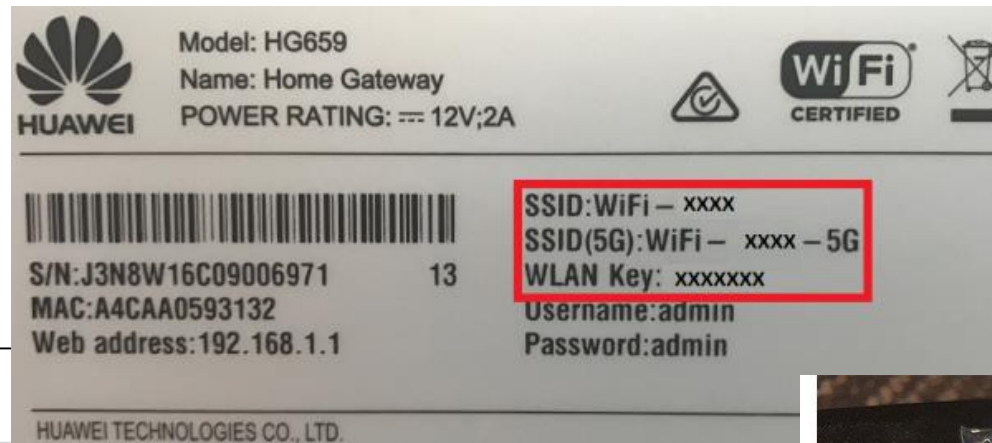 HUAWEI
Model: HG659
Name: Home Gateway
POWER RATING: ⎓ 12V;2A
WiFi
CERTIFIED
S/N:J3N8W16C09006971 13
MAC:A4CAA0593132
Web address:192.168.1.1
SSID:WiFi – xxxx
SSID(5G):WiFi – xxxx – 5G
WLAN Key: xxxxxxx
Username:admin
Password:admin
HUAWEI TECHNOLOGIES CO., LTD.